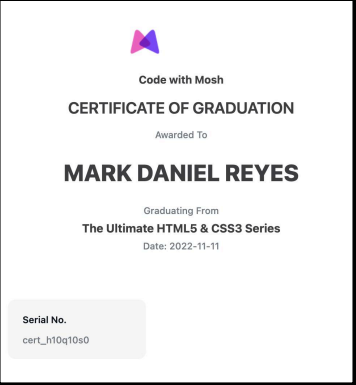 Code with Mosh
CERTIFICATE OF GRADUATION
Awarded To
MARK DANIEL REYES
Graduating From
The Ultimate HTML5 & CSS3 Series
Date: 2022-11-11
Serial No.
cert_h10q10s0